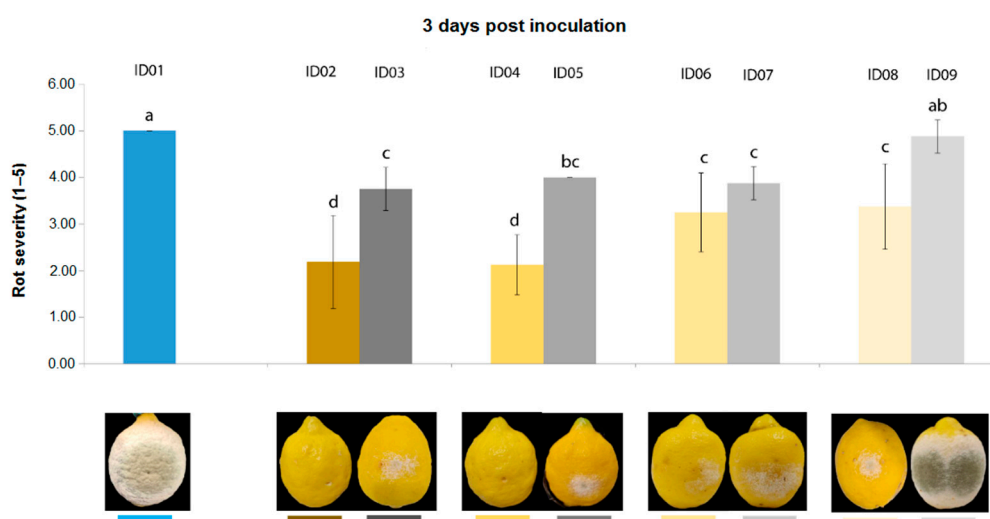 3 days post inoculation
ID01 ID02 ID03 ID04 ID05 ID06 ID07 ID08 ID09
Rot severity (1–5)
6.00
5.00
4.00
3.00
2.00
1.00
0.00
a
d
c
d
bc
c
c
c
ab